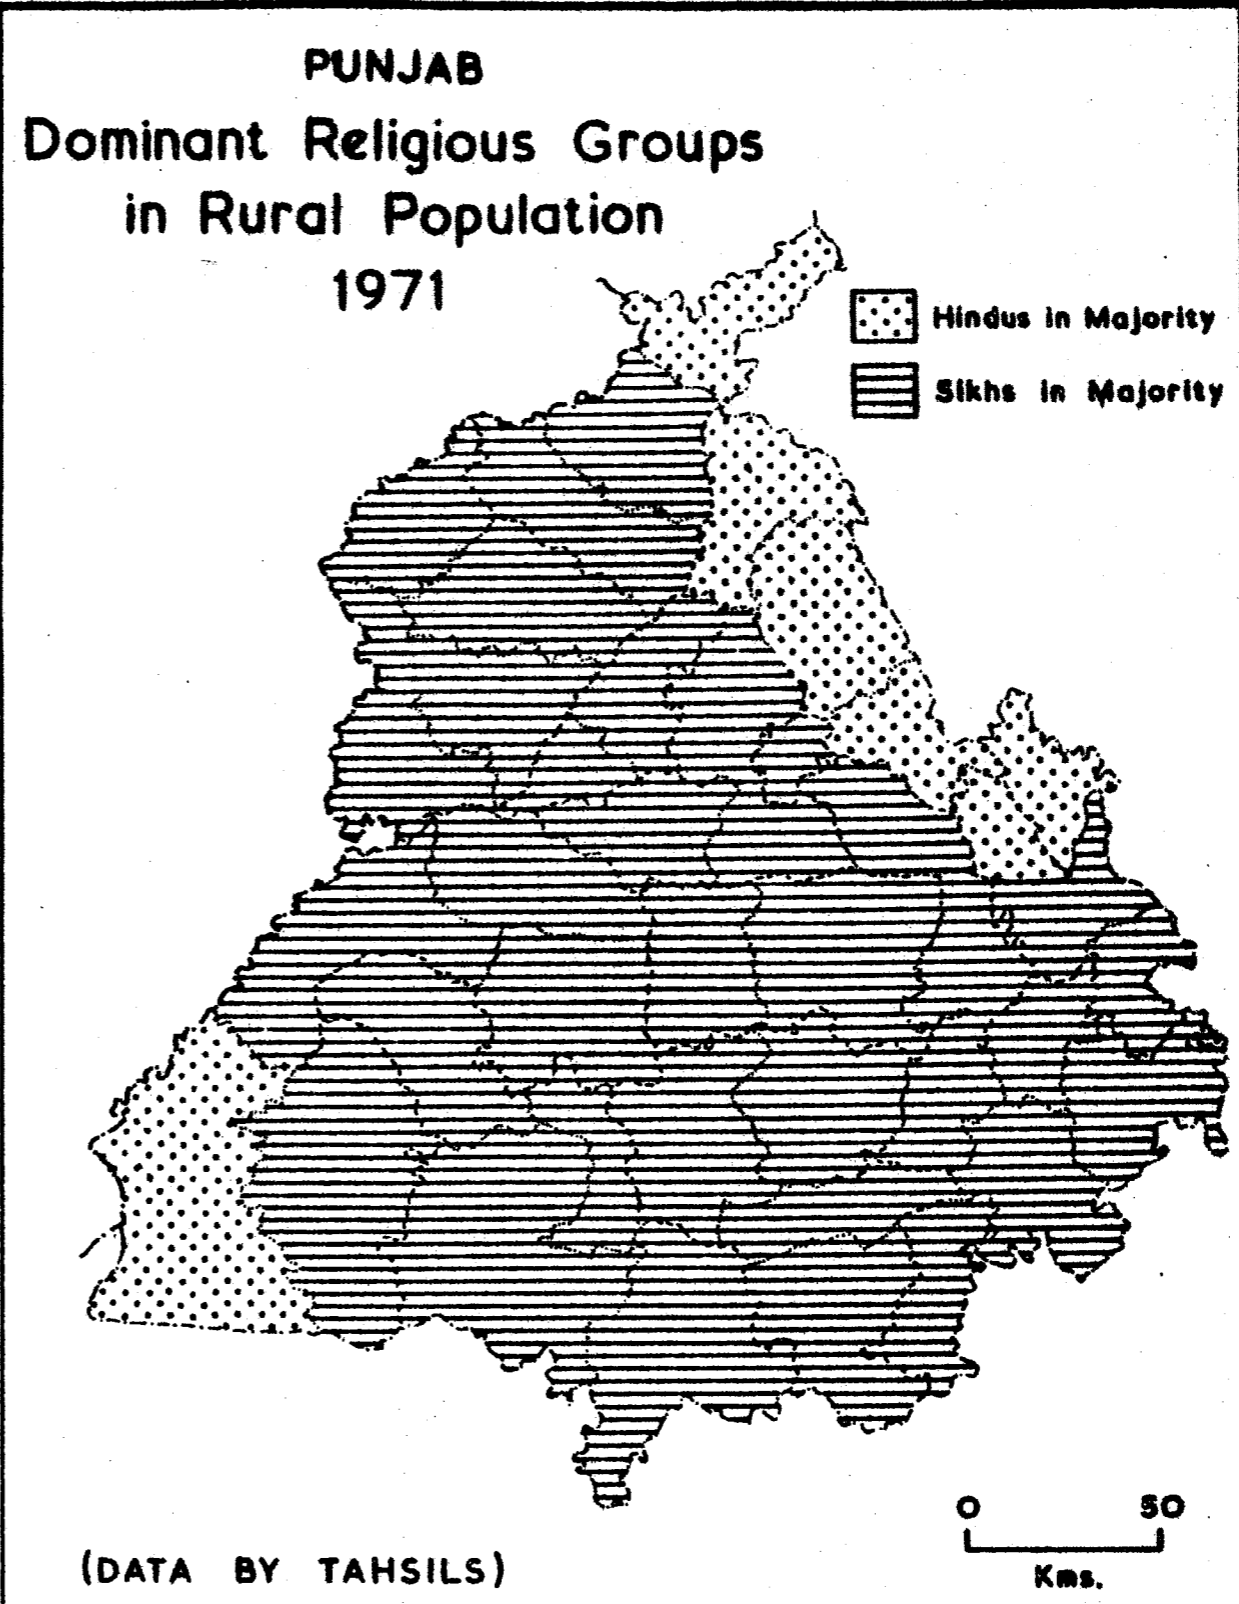 PUNJAB
Dominant Religious Groups
in Rural Population
1971
Hindus in Majority
Sikhs in Majority
0 50
Kms.
(DATA BY TAHSILS)